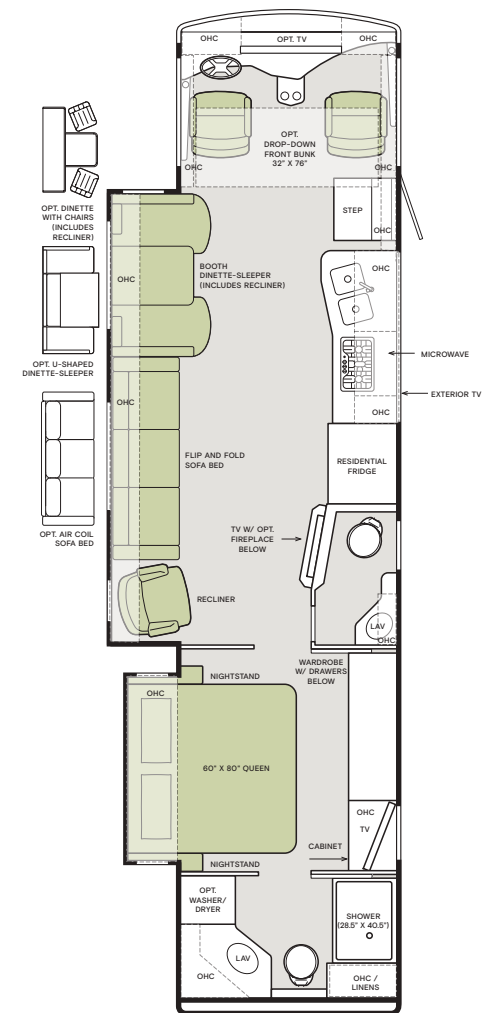 OHC
OPT. TV
OHC
OPT.
DROP-DOWN
FRONT BUNK
32" X 76"
OHC
OHC
STEP
OHC
OPT. DINETTE
WITH CHAIRS
(INCLUDES
RECLINER)
BOOTH
DINETTE-SLEEPER
(INCLUDES RECLINER)
OHC
OHC
OPT. U-SHAPED
DINETTE-SLEEPER
MICROWAVE
EXTERIOR TV
OHC
OHC
FLIP AND FOLD
SOFA BED
RESIDENTIAL
FRIDGE
OPT. AIR COIL
SOFA BED
TV W/ OPT.
FIREPLACE
BELOW
RECLINER
LAV
OHC
WARDROBE
W/ DRAWERS
BELOW
NIGHTSTAND
OHC
60" X 80" QUEEN
OHC
TV
CABINET
NIGHTSTAND
OPT.
WASHER/
DRYER
SHOWER
(28.5" X 40.5")
LAV
OHC
OHC /
LINENS